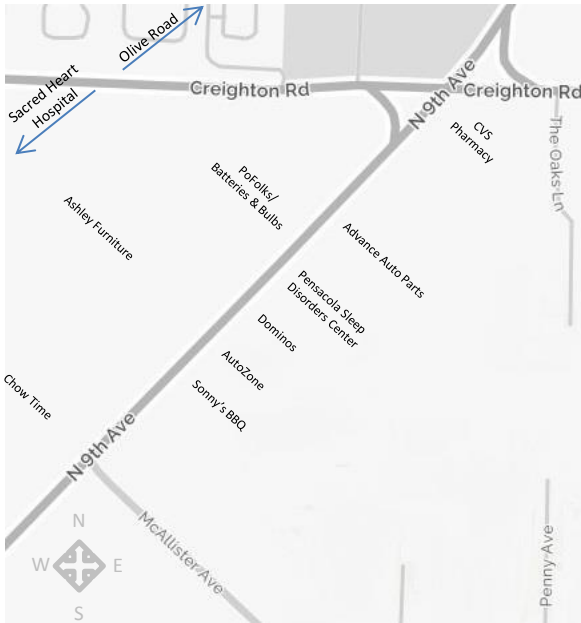 Olive Road
Sacred Heart
Hospital
Creighton Rd
N 9th Ave
Creighton Rd
CVS
Pharmacy
The Oaks Ln
PoFolks/
Batteries & Bulbs
Ashley Furniture
Advance Auto Parts
Pensacola Sleep
Disorders Center
Dominos
AutoZone
Sonny's BBQ
Chow Time
N 9th Ave
McAllister Ave
Penny Ave
N
W
E
S